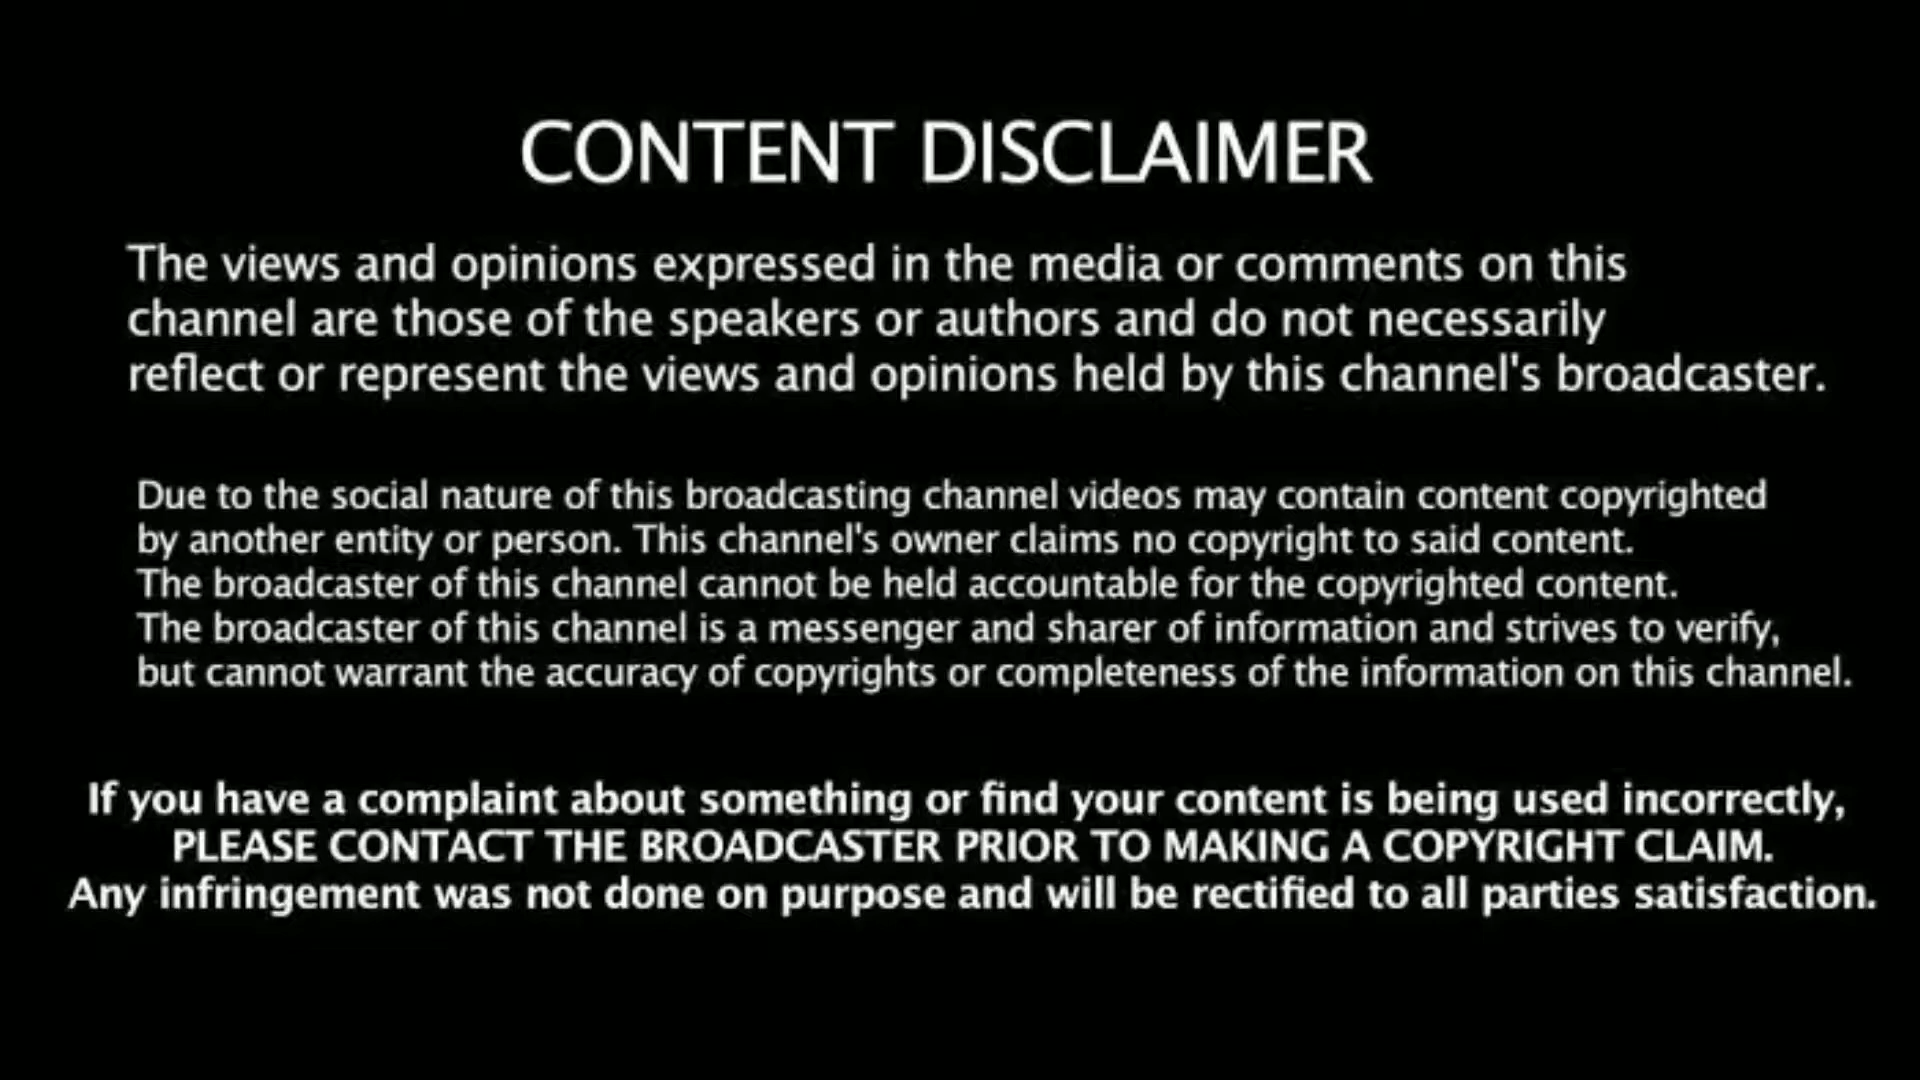 CONTENT DISCLAIMER
The views and opinions expressed in the media or comments on this
channel are those of the speakers or authors and do not necessarily
reflect or represent the views and opinions held by this channel's broadcaster.
Due to the social nature of this broadcasting channel videos may contain content copyrighted
by another entity or person. This channel's owner claims no copyright to said content.
The broadcaster of this channel cannot be held accountable for the copyrighted content.
The broadcaster of this channel is a messenger and sharer of information and strives to verify,
but cannot warrant the accuracy of copyrights or completeness of the information on this channel.
If you have a complaint about something or find your content is being used incorrectly,
PLEASE CONTACT THE BROADCASTER PRIOR TO MAKING A COPYRIGHT CLAIM.
Any infringement was not done on purpose and will be rectified to all parties satisfaction.